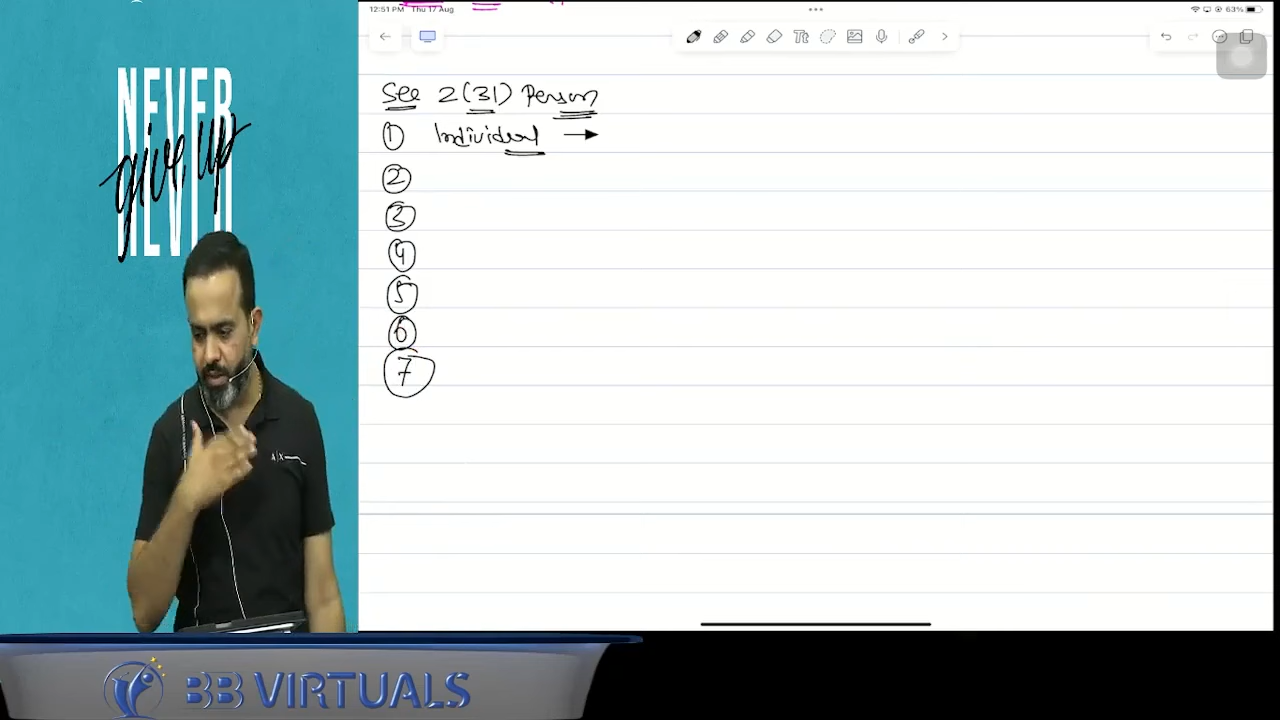 12:51 PM Thu 17 Aug
63%
NEVER
give up
NEVER
See 2(31) Person
① Individual →
②
③
④
⑤
⑥
⑦
Tt
A|X
BB VIRTUALS